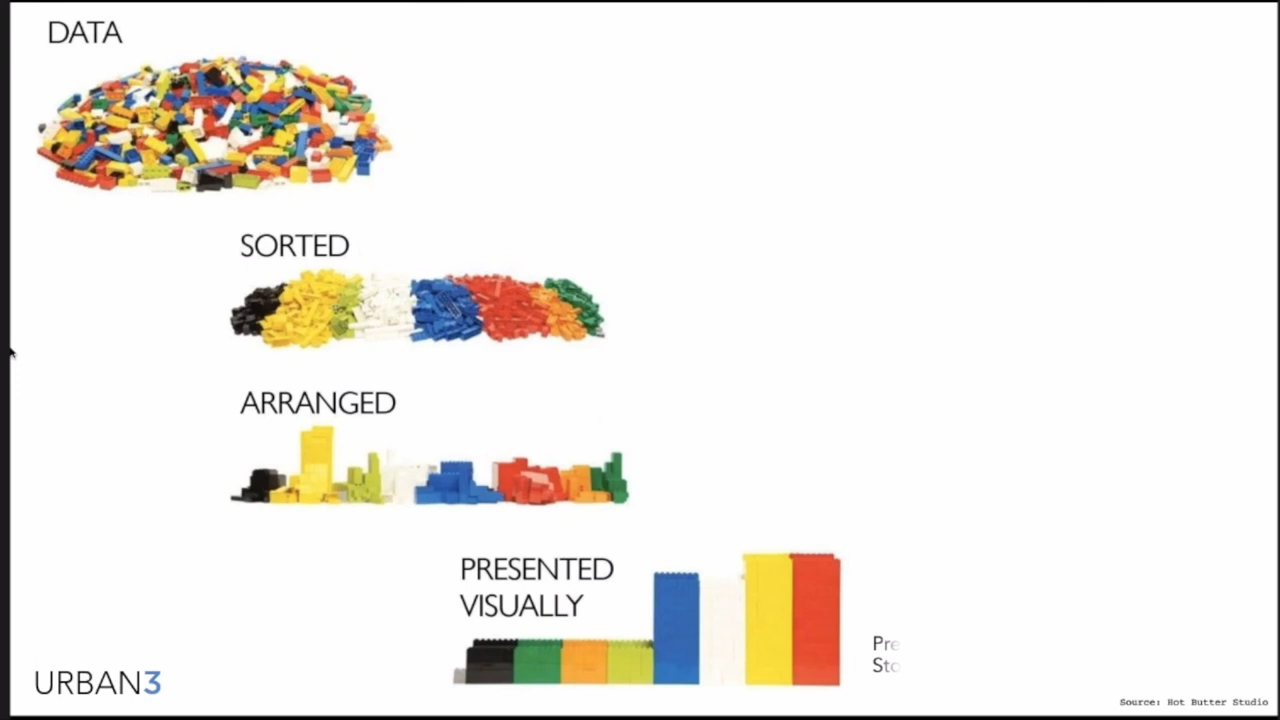 DATA
SORTED
ARRANGED
PRESENTED
VISUALLY
URBAN3
Source: Hot Butter Studio